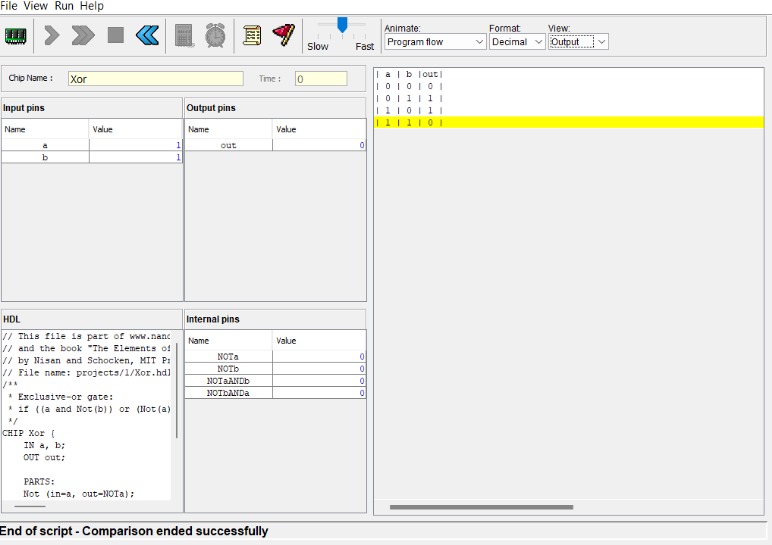 File View Run Help
Slow Fast
Animate:
Program flow
Format:
Decimal
View:
Output
Chip Name :
Xor
Time :
0
Input pins
Name Value
a 1
b 1
Output pins
Name Value
out 0
HDL
// This file is part of www.nand
// and the book "The Elements of
// by Nisan and Schocken, MIT Pr
// File name: projects/1/Xor.hdl
/**
* Exclusive-or gate:
* if ((a and Not(b)) or (Not(a)
*/
CHIP Xor {
IN a, b;
OUT out;
PARTS:
Not (in=a, out=NOTa);
Internal pins
Name Value
NOTa 0
NOTb 0
NOTaANDb 0
NOTbANDa 0
| a | b |out|
| 0 | 0 | 0 |
| 0 | 1 | 1 |
| 1 | 0 | 1 |
| 1 | 1 | 0 |
End of script - Comparison ended successfully